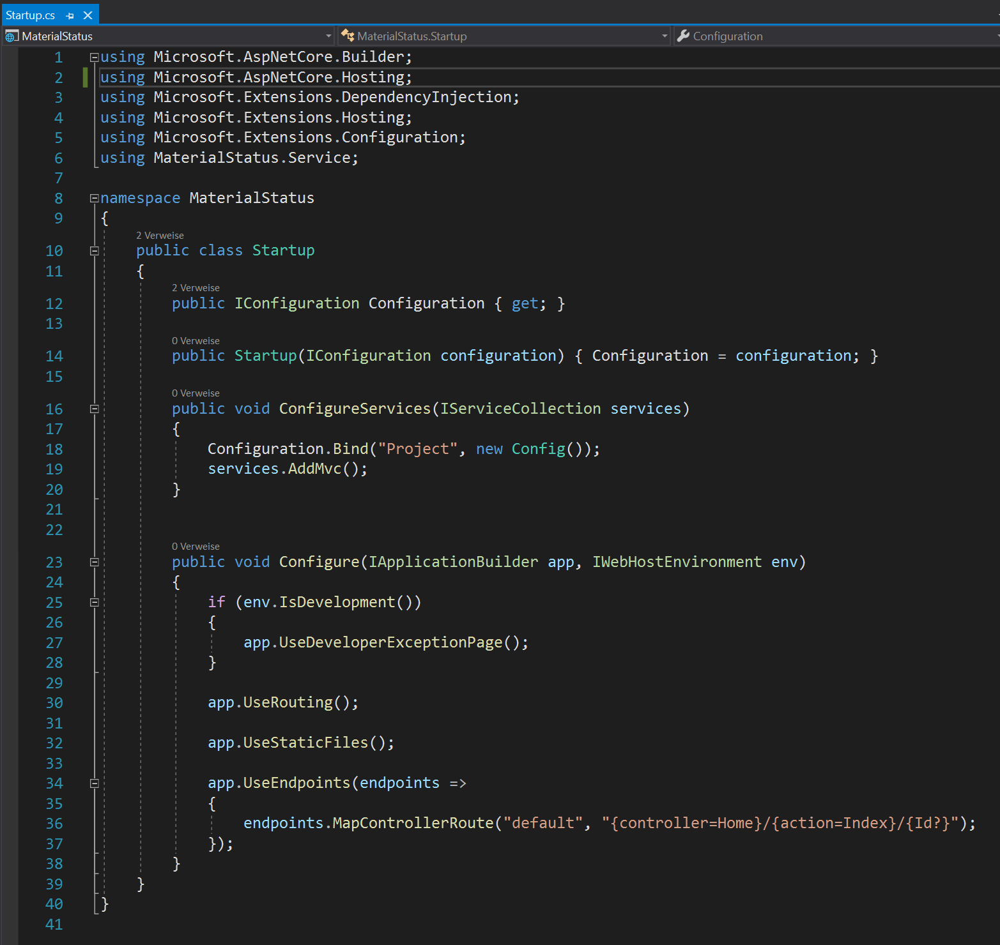 Startup.cs
MaterialStatus MaterialStatus.Startup Configuration
1 using Microsoft.AspNetCore.Builder;
2 using Microsoft.AspNetCore.Hosting;
3 using Microsoft.Extensions.DependencyInjection;
4 using Microsoft.Extensions.Hosting;
5 using Microsoft.Extensions.Configuration;
6 using MaterialStatus.Service;
7
8 namespace MaterialStatus
9 {
2 Verweise
10 public class Startup
11 {
2 Verweise
12 public IConfiguration Configuration { get; }
13
0 Verweise
14 public Startup(IConfiguration configuration) { Configuration = configuration; }
15
0 Verweise
16 public void ConfigureServices(IServiceCollection services)
17 {
18 Configuration.Bind("Project", new Config());
19 services.AddMvc();
20 }
21
22
0 Verweise
23 public void Configure(IApplicationBuilder app, IWebHostEnvironment env)
24 {
25 if (env.IsDevelopment())
26 {
27 app.UseDeveloperExceptionPage();
28 }
29
30 app.UseRouting();
31
32 app.UseStaticFiles();
33
34 app.UseEndpoints(endpoints =>
35 {
36 endpoints.MapControllerRoute("default", "{controller=Home}/{action=Index}/{Id?}");
37 });
38 }
39 }
40 }
41